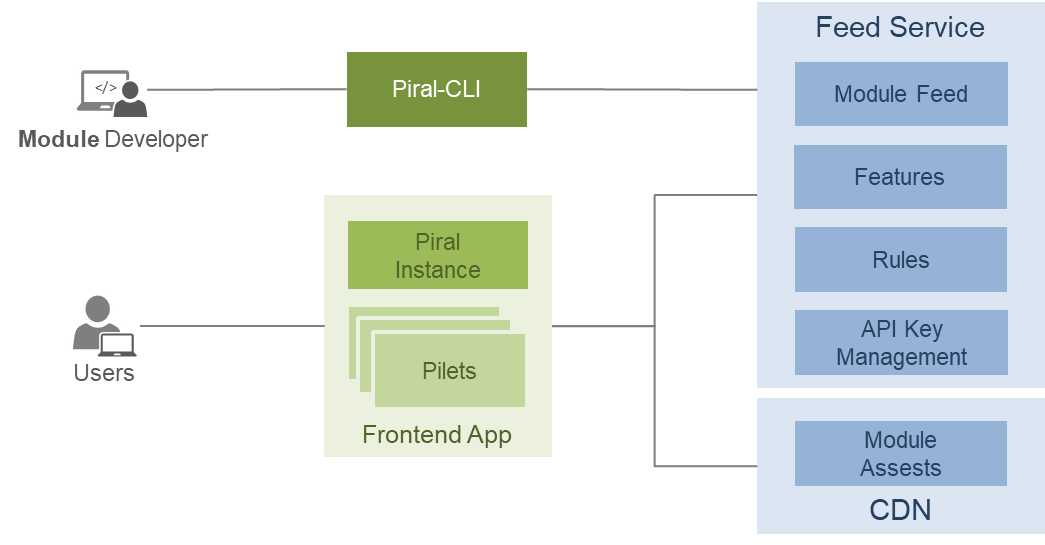 Feed Service
</>
Piral-CLI
Module Feed
Module Developer
Features
Piral
Instance
Rules
API Key
Management
Users
Pilets
Frontend App
Module
Assests
CDN